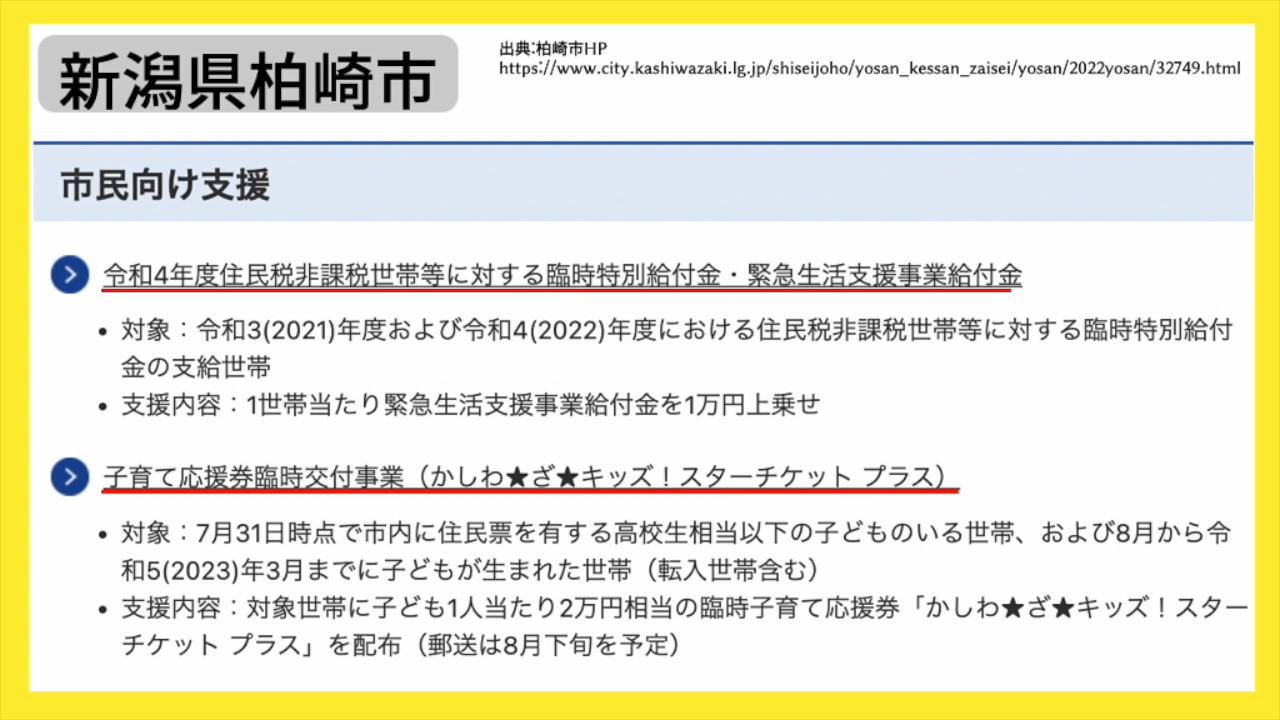 新潟県柏崎市
出典:柏崎市HP
https://www.city.kashiwazaki.lg.jp/shiseijoho/yosan_kessan_zaisei/yosan/2022yosan/32749.html
市民向け支援
令和4年度住民税非課税世帯等に対する臨時特別給付金・緊急生活支援事業給付金
• 対象：令和3(2021)年度および令和4(2022)年度における住民税非課税世帯等に対する臨時特別給付
金の支給世帯
• 支援内容：1世帯当たり緊急生活支援事業給付金を1万円上乗せ
子育て応援券臨時交付事業（かしわ★ざ★キッズ！スターチケット プラス）
• 対象：7月31日時点で市内に住民票を有する高校生相当以下の子どものいる世帯、および8月から令
和5(2023)年3月までに子どもが生まれた世帯（転入世帯含む）
• 支援内容：対象世帯に子ども1人当たり2万円相当の臨時子育て応援券「かしわ★ざ★キッズ！スター
チケット プラス」を配布（郵送は8月下旬を予定）